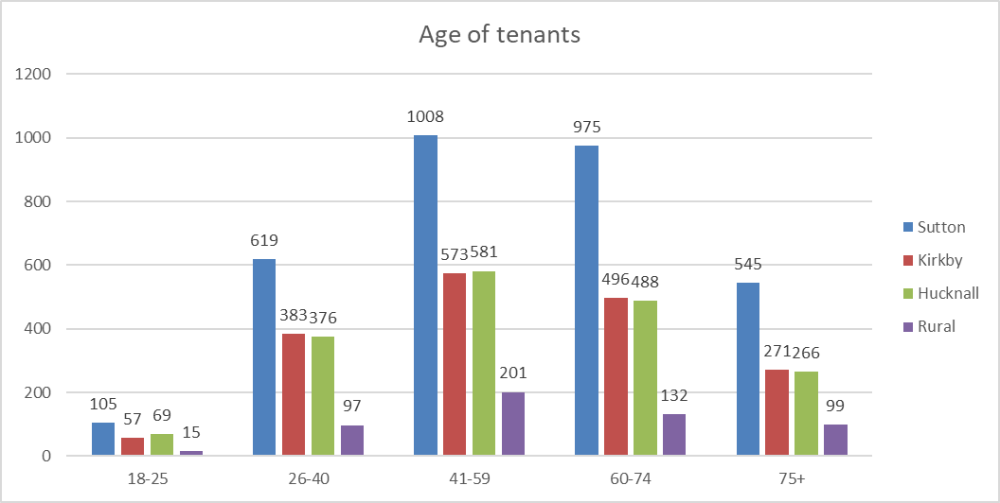 Age of tenants
1200
1000
800
600
400
200
0
105 57 69 15
619 383 376 97
1008 573 581 201
975 496 488 132
545 271 266 99
18-25 26-40 41-59 60-74 75+
Sutton
Kirkby
Hucknall
Rural